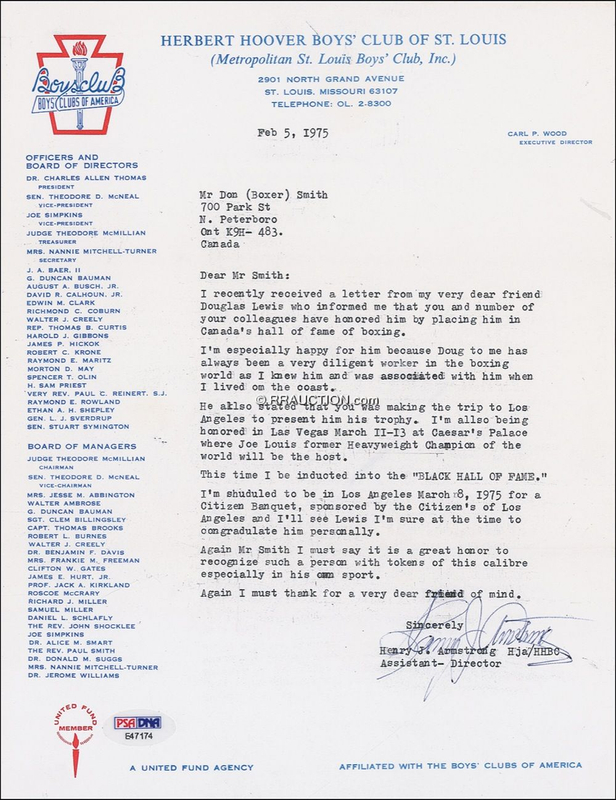 HERBERT HOOVER BOYS' CLUB OF ST. LOUIS
(Metropolitan St. Louis Boys' Club, Inc.)
2901 NORTH GRAND AVENUE
ST. LOUIS, MISSOURI 63107
TELEPHONE: OL. 2-8300
Boys Club
BOYS CLUBS OF AMERICA
Feb 5, 1975
CARL P. WOOD
EXECUTIVE DIRECTOR
OFFICERS AND
BOARD OF DIRECTORS
DR. CHARLES ALLEN THOMAS
PRESIDENT
SEN. THEODORE D. McNEAL
VICE-PRESIDENT
JOE SIMPKINS
VICE-PRESIDENT
JUDGE THEODORE McMILLIAN
TREASURER
MRS. NANNIE MITCHELL-TURNER
SECRETARY
J. A. BAER, II
G. DUNCAN BAUMAN
AUGUST A. BUSCH, JR.
DAVID R. CALHOUN, JR.
EDWIN M. CLARK
RICHMOND C. COBURN
WALTER J. CREELY
REP. THOMAS B. CURTIS
HAROLD J. GIBBONS
JAMES P. HICKOK
ROBERT C. KRONE
RAYMOND E. MARITZ
MORTON D. MAY
SPENCER T. OLIN
H. SAM PRIEST
VERY REV. PAUL C. REINERT, S.J.
RAYMOND E. ROWLAND
ETHAN A. H. SHEPLEY
GEN. L. J. SVERDRUP
SEN. STUART SYMINGTON
BOARD OF MANAGERS
JUDGE THEODORE McMILLIAN
CHAIRMAN
SEN. THEODORE D. McNEAL
VICE-CHAIRMAN
MRS. JESSE M. ABBINGTON
WALTER AMBROSE
G. DUNCAN BAUMAN
SGT. CLEM BILLINGSLEY
CAPT. THOMAS BROOKS
ROBERT L. BURNES
WALTER J. CREELY
DR. BENJAMIN F. DAVIS
MRS. FRANKIE M. FREEMAN
CLIFTON W. GATES
JAMES E. HURT, JR.
PROF. JACK A. KIRKLAND
ROSCOE McCRARY
RICHARD J. MILLER
SAMUEL MILLER
DANIEL L. SCHLAFLY
THE REV. JOHN SHOCKLEE
JOE SIMPKINS
DR. ALICE M. SMART
THE REV. PAUL SMITH
DR. DONALD M. SUGGS
MRS. NANNIE MITCHELL-TURNER
DR. JEROME WILLIAMS
Mr Don (Boxer) Smith
700 Park St
N. Peterboro
Ont K9H- 483.
Canada
Dear Mr Smith:
I recently received a letter from my very dear friend
Douglas Lewis who informed me that you and number of
your colleagues have honored him by placing him in
Canada's hall of fame of boxing.
I'm especially happy for him because Doug to me has
always been a very diligent worker in the boxing
world as I knew him and was associated with him when
I lived om the coast.
© RRAUCTION.com
He allso stated that you was making the trip to Los
Angeles to present him his trophy. I'm allso being
honored in Las Vegas March II-I3 at Caesar's Palace
where Joe Louis former Heavyweight Champion of the
world will be the host.
This time I be inducted into the "BLACK HALL OF FAME."
I'm shuduled to be in Los Angeles March 8, 1975 for a
Citizen Banquet, sponsored by the Citizen's of Los
Angeles and I'll see Lewis I'm sure at the time to
congradulate him personally.
Again Mr Smith I must say it is a great honor to
recognize such a person with tokens of this calibre
especially in his own sport.
Again I must thank for a very dear friend of mind.
Sincerely
Henry J. Armstrong
Henry J. Armstrong Hja/HHBC
Assistant- Director
UNITED FUND
MEMBER
PSA DNA
E47174
A UNITED FUND AGENCY
AFFILIATED WITH THE BOYS' CLUBS OF AMERICA